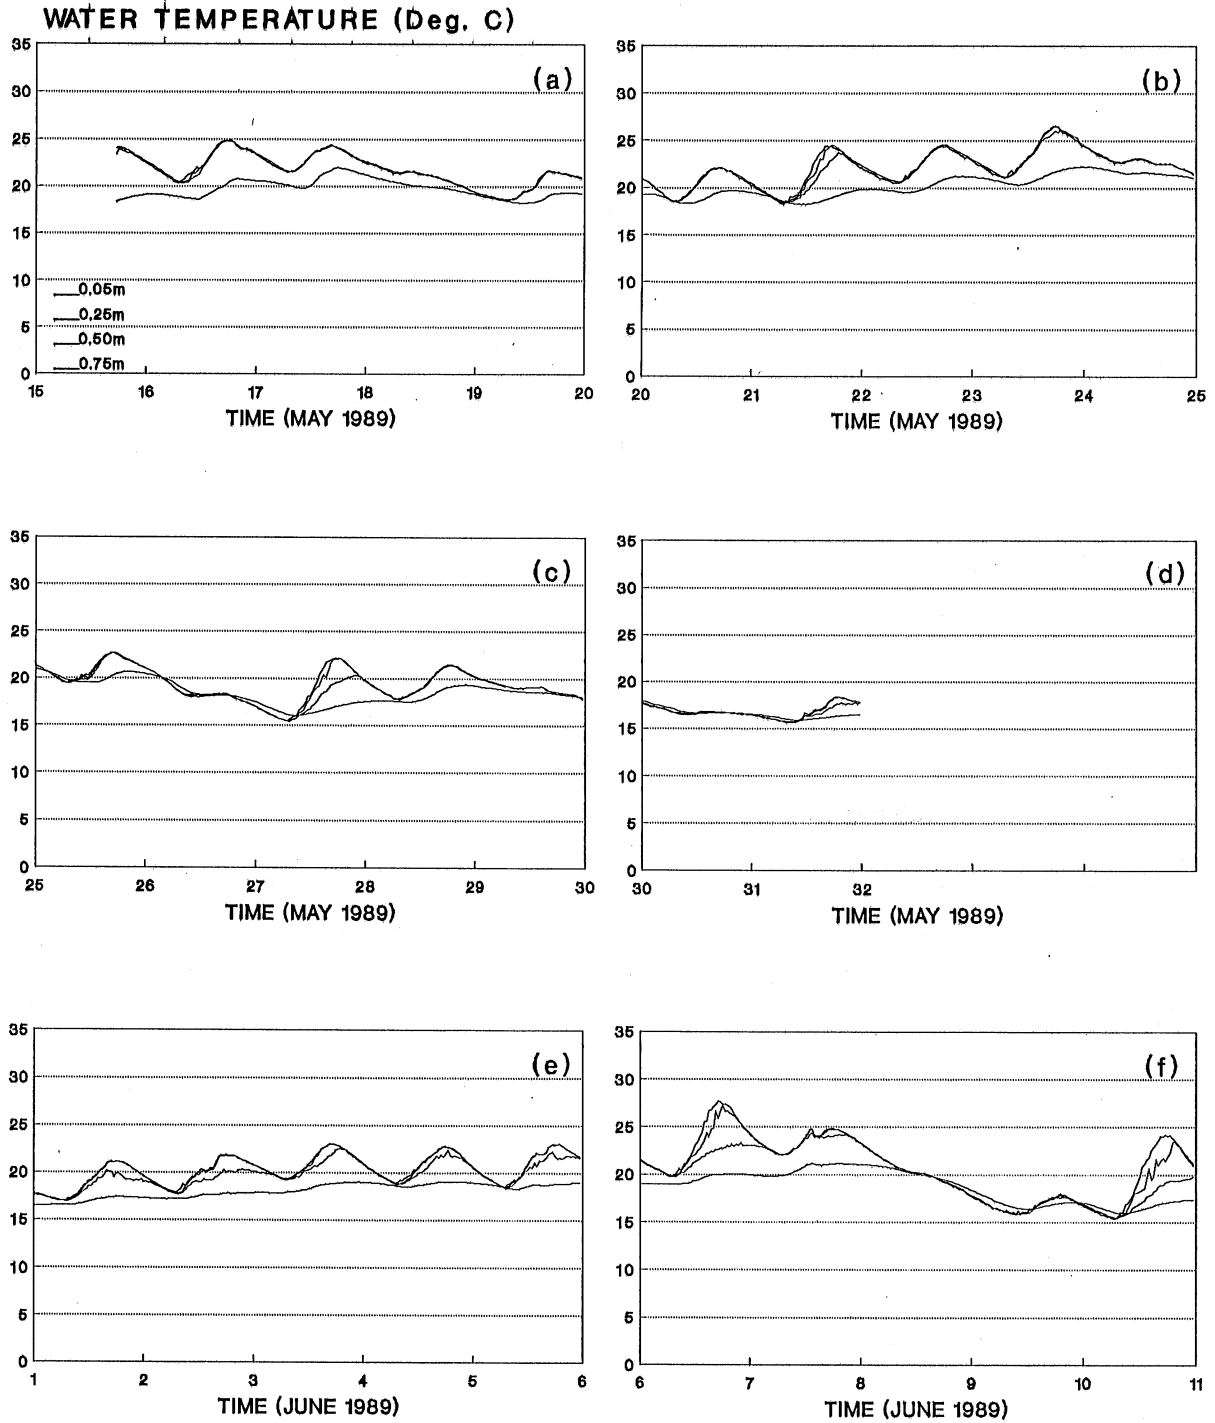 WATER TEMPERATURE (Deg. C)
(a)
35
30
25
20
15
10
5
0
0.05m
0.25m
0.50m
0.75m
15 16 17 18 19 20
TIME (MAY 1989)
(b)
35
30
25
20
15
10
5
0
20 21 22 23 24 25
TIME (MAY 1989)
(c)
35
30
25
20
15
10
5
0
25 26 27 28 29 30
TIME (MAY 1989)
(d)
35
30
25
20
15
10
5
0
30 31 32
TIME (MAY 1989)
(e)
35
30
25
20
15
10
5
0
1 2 3 4 5 6
TIME (JUNE 1989)
(f)
35
30
25
20
15
10
5
0
6 7 8 9 10 11
TIME (JUNE 1989)